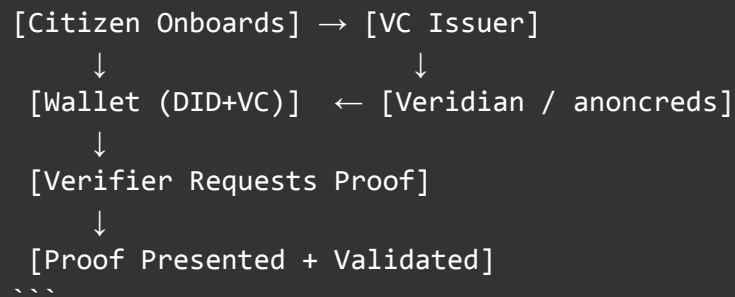 [Citizen Onboards] → [VC Issuer]
↓ ↓
[Wallet (DID+VC)] ← [Veridian / anoncreds]
↓
[Verifier Requests Proof]
↓
[Proof Presented + Validated]
```